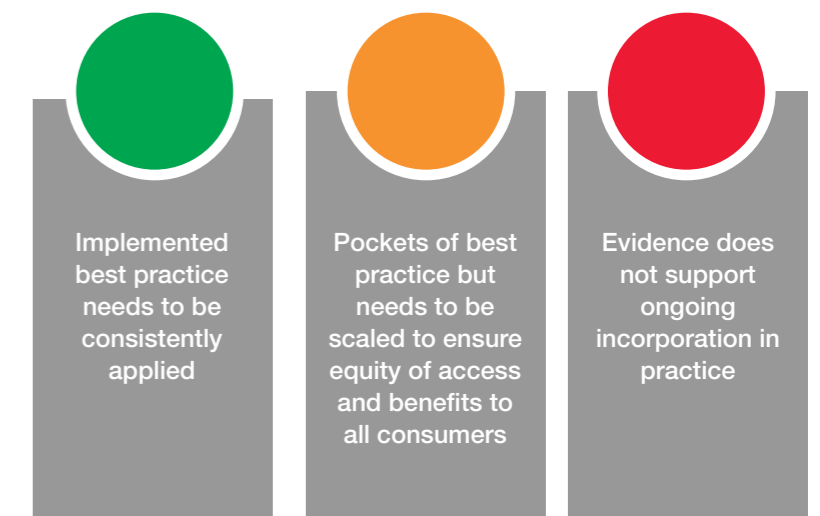 Implemented
best practice
needs to be
consistently
applied
Pockets of best
practice but
needs to be
scaled to ensure
equity of access
and benefits to
all consumers
Evidence does
not support
ongoing
incorporation in
practice